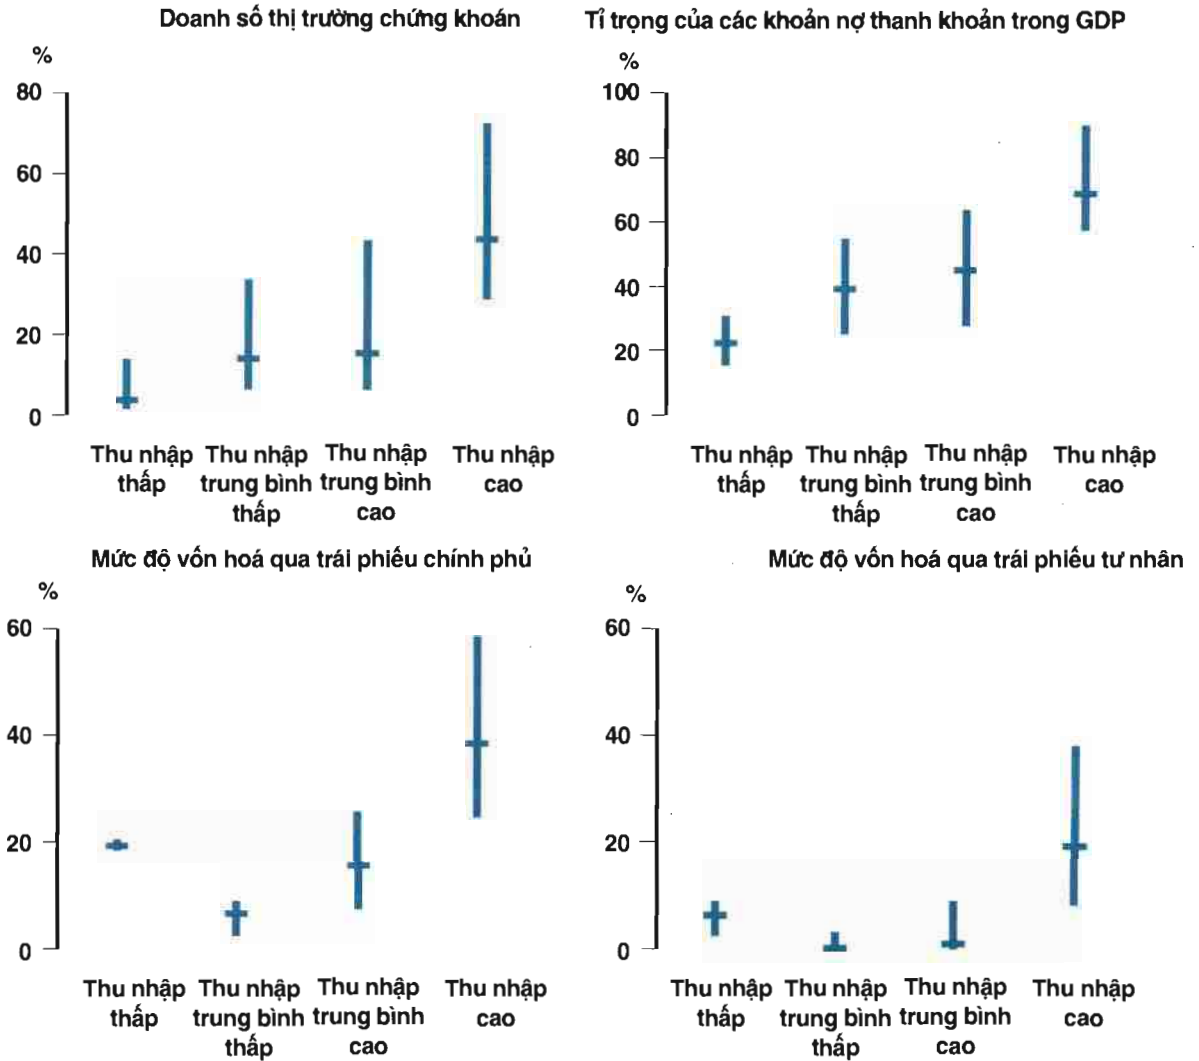 Doanh số thị trường chứng khoán
%
80
60
40
20
0
Thu nhập thấp
Thu nhập trung bình thấp
Thu nhập trung bình cao
Thu nhập cao
Tỉ trọng của các khoản nợ thanh khoản trong GDP
%
100
80
60
40
20
0
Thu nhập thấp
Thu nhập trung bình thấp
Thu nhập trung bình cao
Thu nhập cao
Mức độ vốn hoá qua trái phiếu chính phủ
%
60
40
20
0
Thu nhập thấp
Thu nhập trung bình thấp
Thu nhập trung bình cao
Thu nhập cao
Mức độ vốn hoá qua trái phiếu tư nhân
%
60
40
20
0
Thu nhập thấp
Thu nhập trung bình thấp
Thu nhập trung bình cao
Thu nhập cao